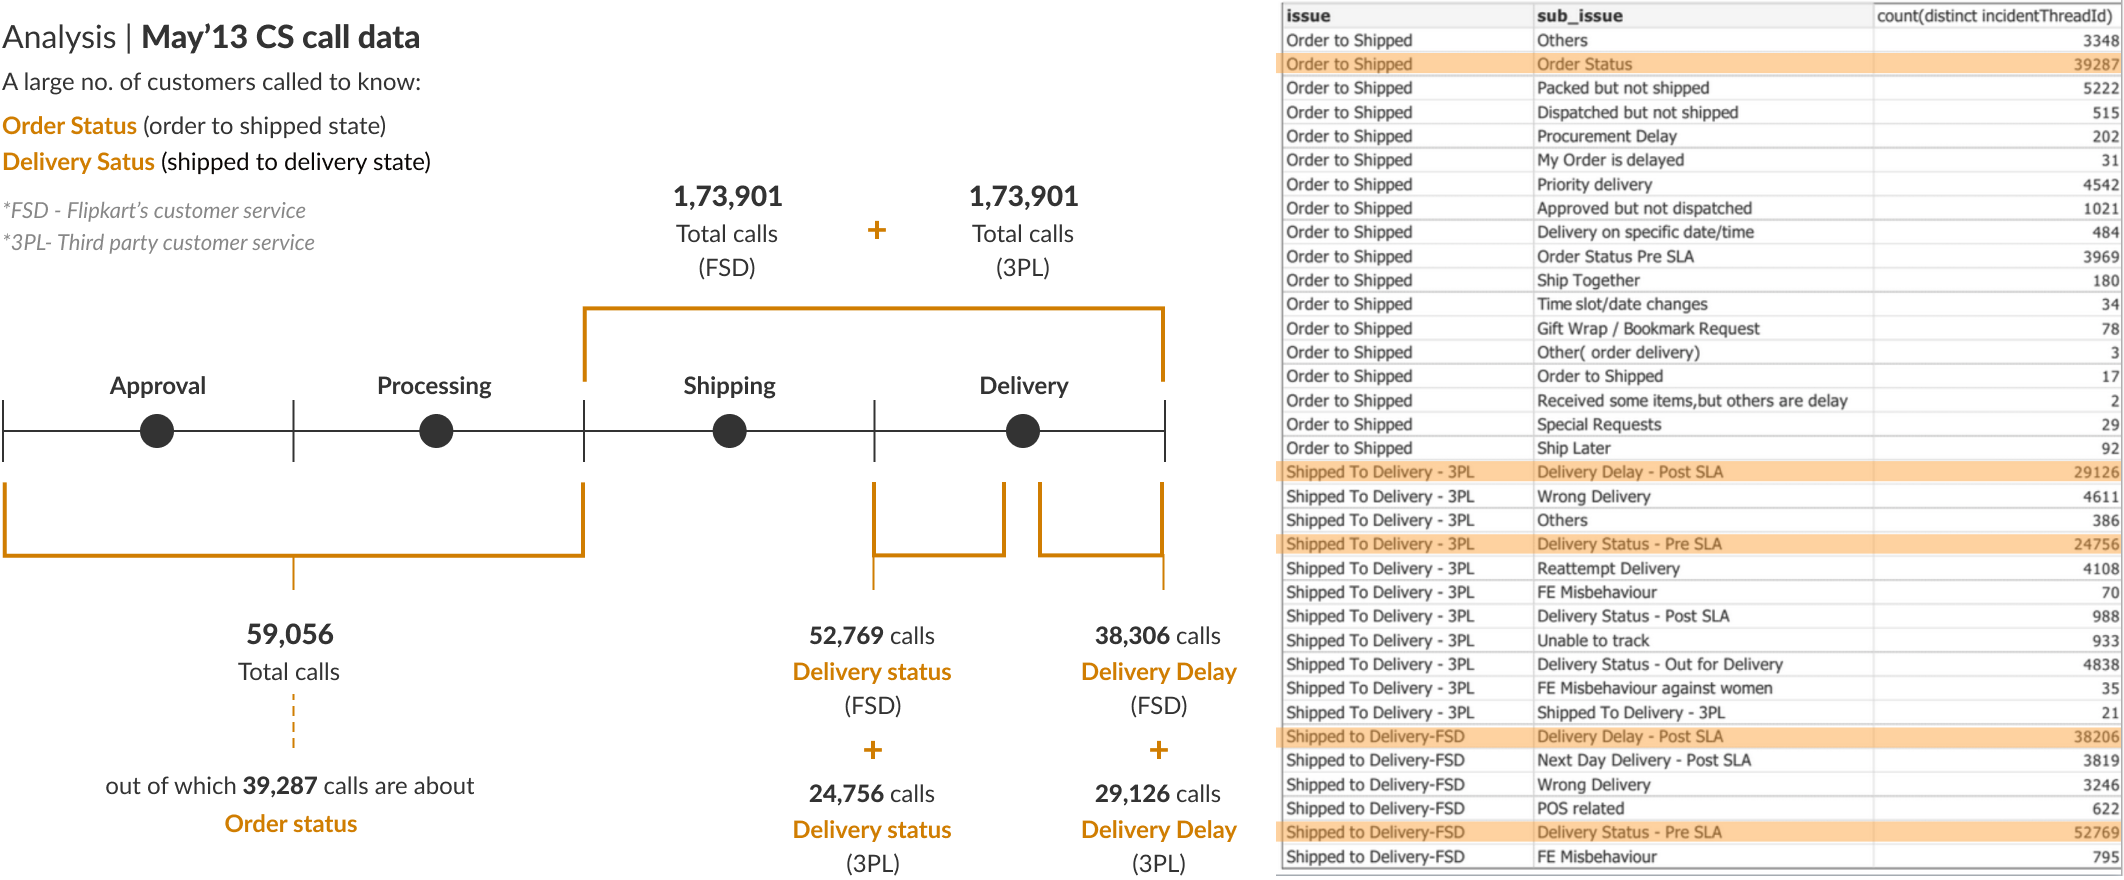 Analysis | May'13 CS call data
A large no. of customers called to know:
Order Status (order to shipped state)
Delivery Satus (shipped to delivery state)
*FSD - Flipkart's customer service
*3PL- Third party customer service
1,73,901
Total calls
(FSD)
+
1,73,901
Total calls
(3PL)
Approval
Processing
Shipping
Delivery
59,056
Total calls
out of which 39,287 calls are about
Order status
52,769 calls
Delivery status
(FSD)
+
24,756 calls
Delivery status
(3PL)
38,306 calls
Delivery Delay
(FSD)
+
29,126 calls
Delivery Delay
(3PL)
issue sub_issue count(distinct incidentThreadId)
Order to Shipped Others 3348
Order to Shipped Order Status 39287
Order to Shipped Packed but not shipped 5222
Order to Shipped Dispatched but not shipped 515
Order to Shipped Procurement Delay 202
Order to Shipped My Order is delayed 31
Order to Shipped Priority delivery 4542
Order to Shipped Approved but not dispatched 1021
Order to Shipped Delivery on specific date/time 484
Order to Shipped Order Status Pre SLA 3969
Order to Shipped Ship Together 180
Order to Shipped Time slot/date changes 34
Order to Shipped Gift Wrap / Bookmark Request 78
Order to Shipped Other( order delivery) 3
Order to Shipped Order to Shipped 17
Order to Shipped Received some items,but others are delay 2
Order to Shipped Special Requests 29
Order to Shipped Ship Later 92
Shipped To Delivery - 3PL Delivery Delay - Post SLA 29126
Shipped To Delivery - 3PL Wrong Delivery 4611
Shipped To Delivery - 3PL Others 386
Shipped To Delivery - 3PL Delivery Status - Pre SLA 24756
Shipped To Delivery - 3PL Reattempt Delivery 4108
Shipped To Delivery - 3PL FE Misbehaviour 70
Shipped To Delivery - 3PL Delivery Status - Post SLA 988
Shipped To Delivery - 3PL Unable to track 933
Shipped To Delivery - 3PL Delivery Status - Out for Delivery 4838
Shipped To Delivery - 3PL FE Misbehaviour against women 35
Shipped To Delivery - 3PL Shipped To Delivery - 3PL 21
Shipped to Delivery-FSD Delivery Delay - Post SLA 38206
Shipped to Delivery-FSD Next Day Delivery - Post SLA 3819
Shipped to Delivery-FSD Wrong Delivery 3246
Shipped to Delivery-FSD POS related 622
Shipped to Delivery-FSD Delivery Status - Pre SLA 52769
Shipped to Delivery-FSD FE Misbehaviour 795